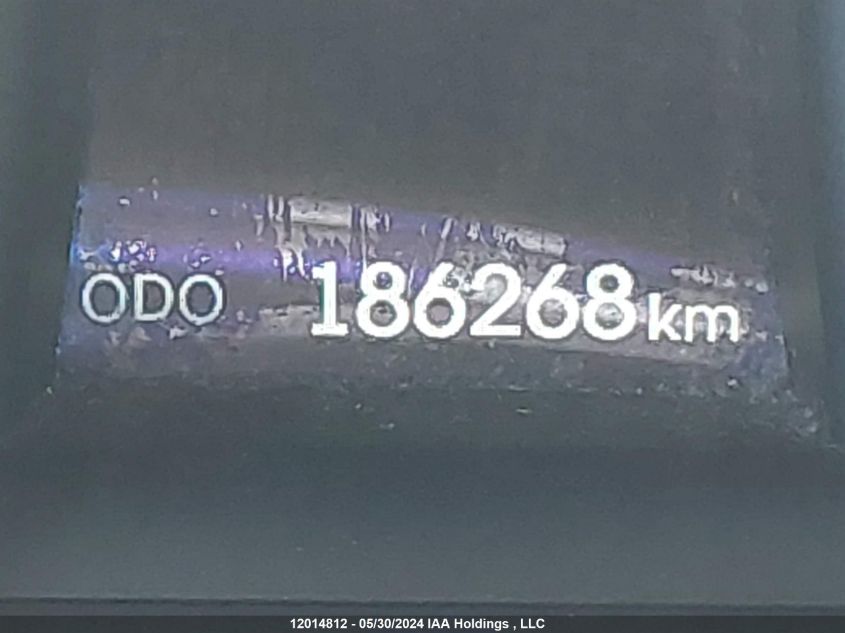 ODO 186268 km
12014812 - 05/30/2024 IAA Holdings , LLC